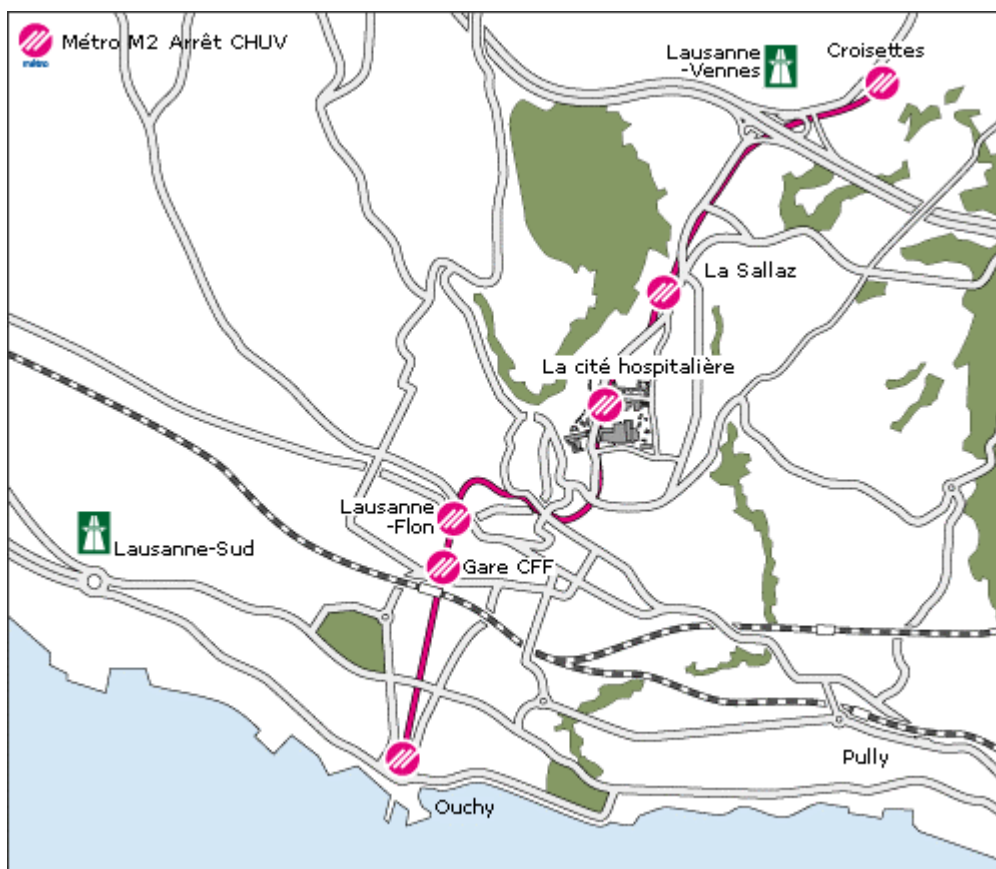 Métro M2 Arrêt CHUV
métro
Lausanne
-Vennes
Croisettes
La Sallaz
La cité hospitalière
Lausanne
-Flon
Lausanne-Sud
Gare CFF
Pully
Ouchy